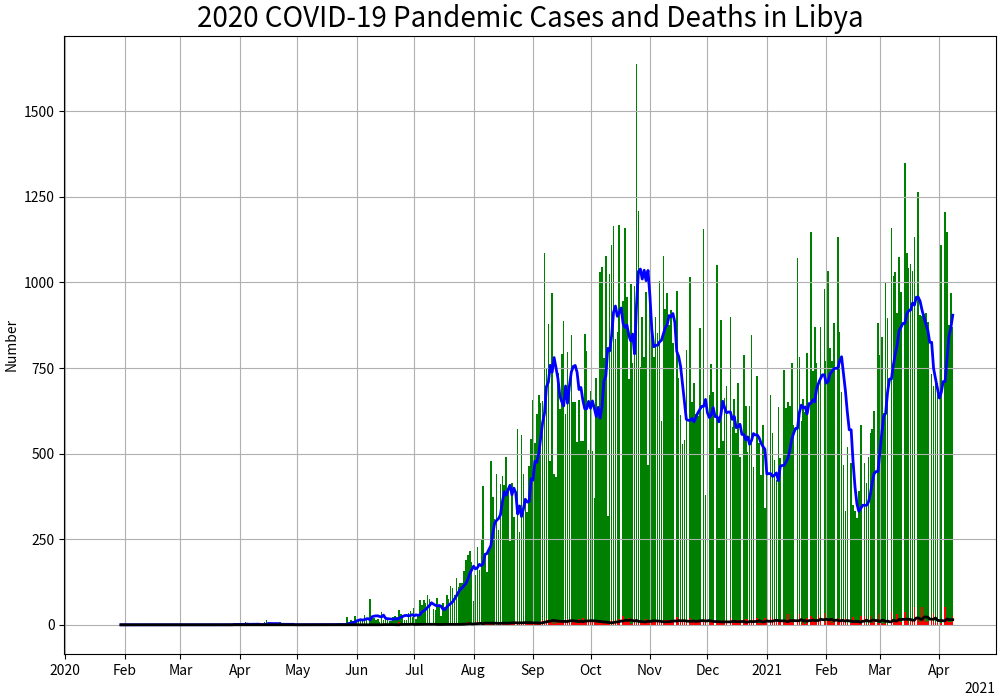 2020 COVID-19 Pandemic Cases and Deaths in Libya
Number
1500
1250
1000
750
500
250
0
2020 Feb Mar Apr May Jun Jul Aug Sep Oct Nov Dec 2021 Feb Mar Apr
2021